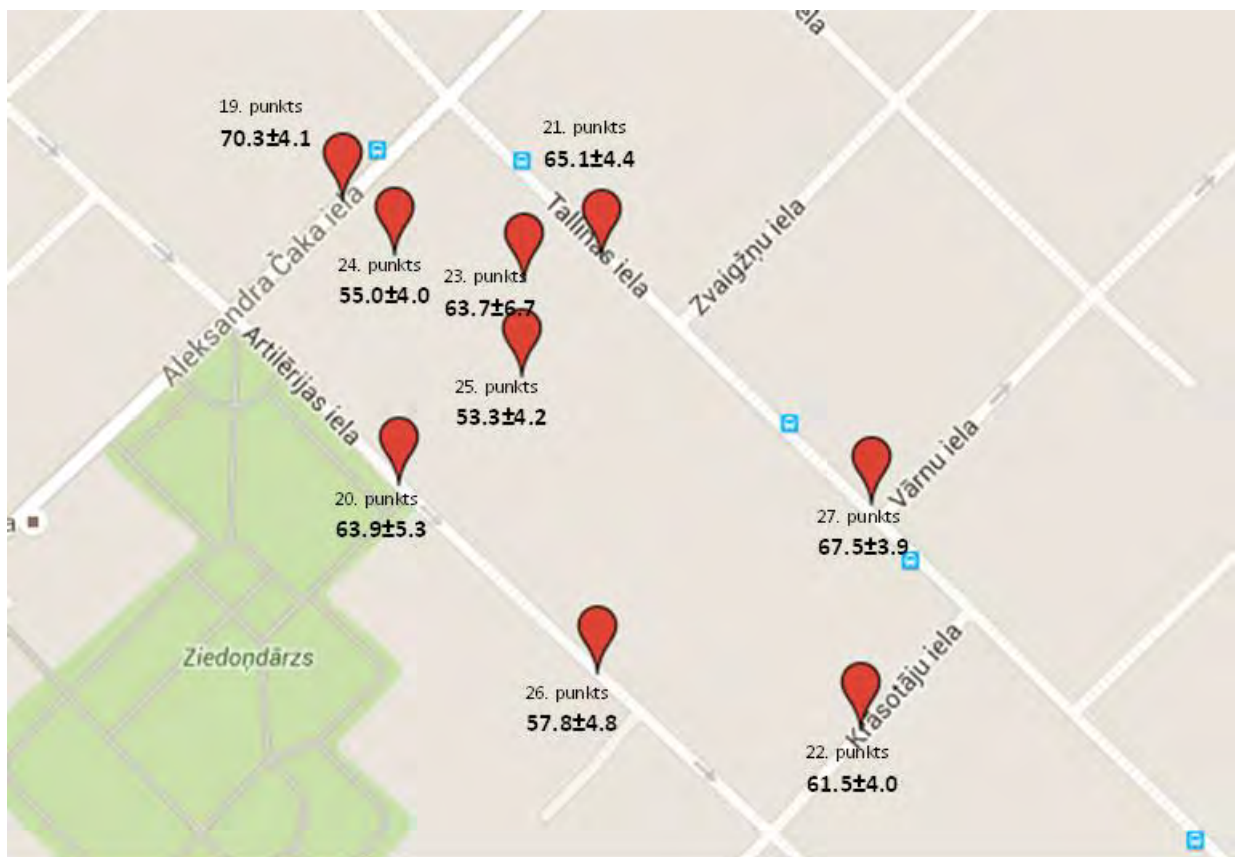 iela
19. punkts
70.3±4.1
21. punkts
65.1±4.4
Aleksandra Čaka iela
Tallinas iela
Zvaigžņu iela
24. punkts
55.0±4.0
23. punkts
63.7±6.7
Artilērijas iela
25. punkts
53.3±4.2
20. punkts
63.9±5.3
Vārnu iela
27. punkts
67.5±3.9
a
Ziedoņdārzs
26. punkts
57.8±4.8
Krāsotāju iela
22. punkts
61.5±4.0